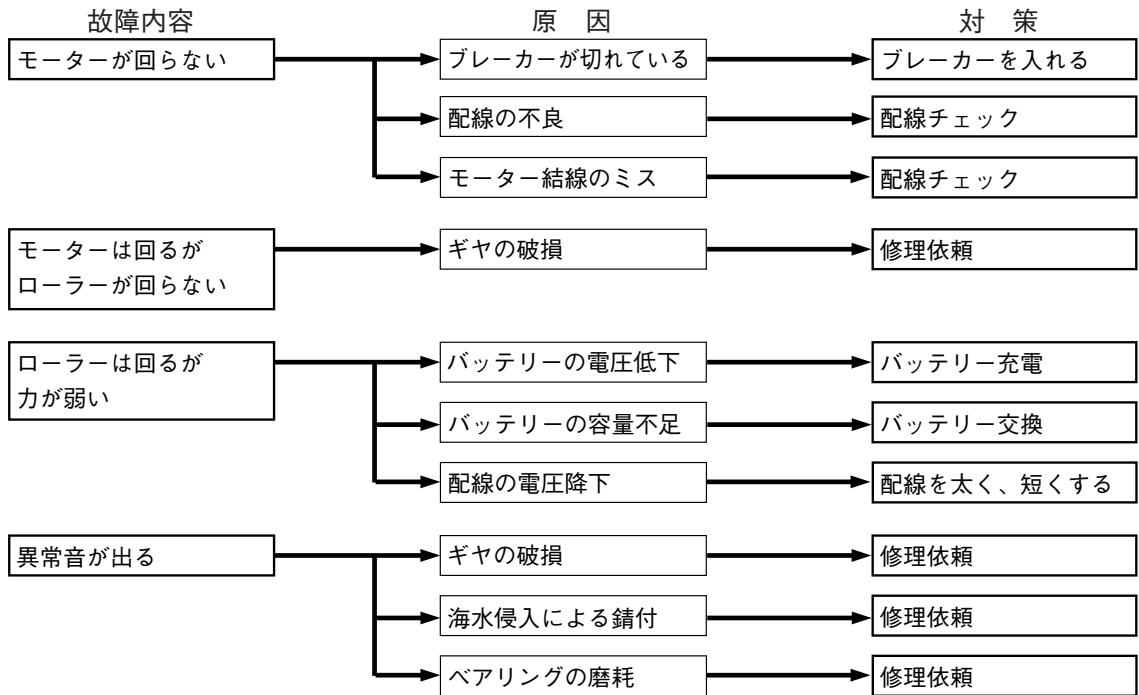 故障内容　原　因　対　策
モーターが回らない　ブレーカーが切れている　ブレーカーを入れる
配線の不良　配線チェック
モーター結線のミス　配線チェック
モーターは回るが　ギヤの破損　修理依頼
ローラーが回らない
ローラーは回るが　バッテリーの電圧低下　バッテリー充電
力が弱い
バッテリーの容量不足　バッテリー交換
配線の電圧降下　配線を太く、短くする
異常音が出る　ギヤの破損　修理依頼
海水侵入による錆付　修理依頼
ベアリングの磨耗　修理依頼